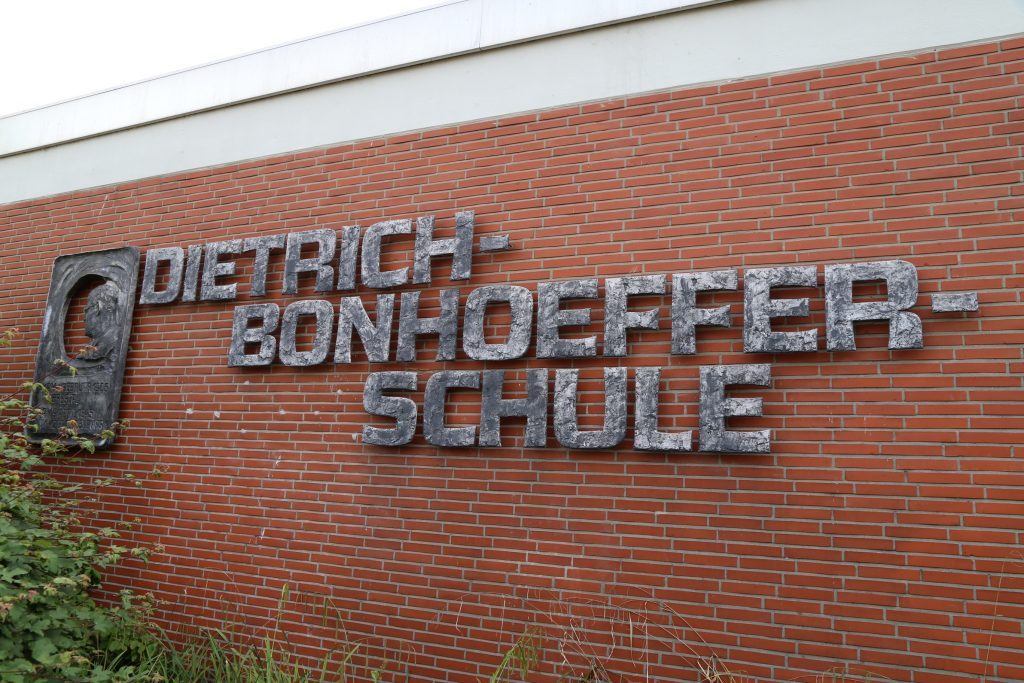 DIETRICH-
BONHOEFFER-
SCHULE